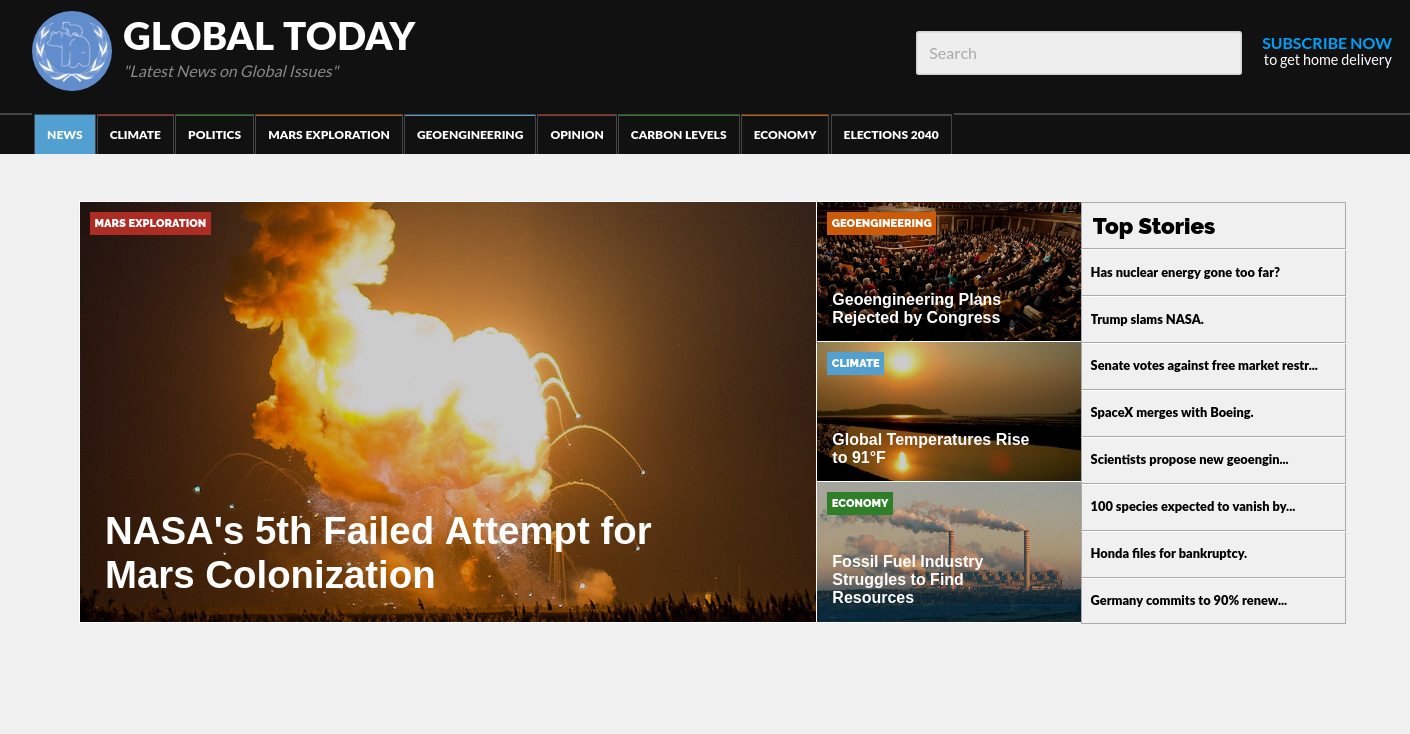 GLOBAL TODAY
"Latest News on Global Issues"
Search
SUBSCRIBE NOW
to get home delivery
NEWS
CLIMATE
POLITICS
MARS EXPLORATION
GEOENGINEERING
OPINION
CARBON LEVELS
ECONOMY
ELECTIONS 2040
MARS EXPLORATION
NASA's 5th Failed Attempt for
Mars Colonization
GEOENGINEERING
Geoengineering Plans
Rejected by Congress
CLIMATE
Global Temperatures Rise
to 91°F
ECONOMY
Fossil Fuel Industry
Struggles to Find
Resources
Top Stories
Has nuclear energy gone too far?
Trump slams NASA.
Senate votes against free market restr...
SpaceX merges with Boeing.
Scientists propose new geoengin...
100 species expected to vanish by...
Honda files for bankruptcy.
Germany commits to 90% renew...